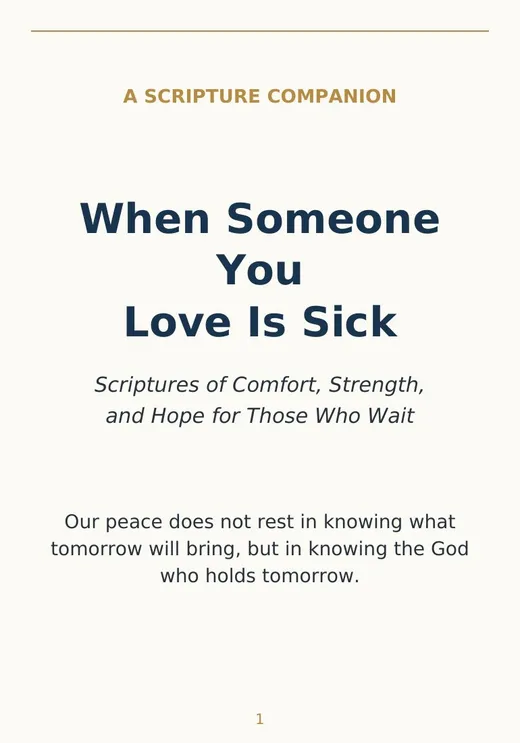 A SCRIPTURE COMPANION
When Someone
You
Love Is Sick
Scriptures of Comfort, Strength,
and Hope for Those Who Wait
Our peace does not rest in knowing what
tomorrow will bring, but in knowing the God
who holds tomorrow.
1